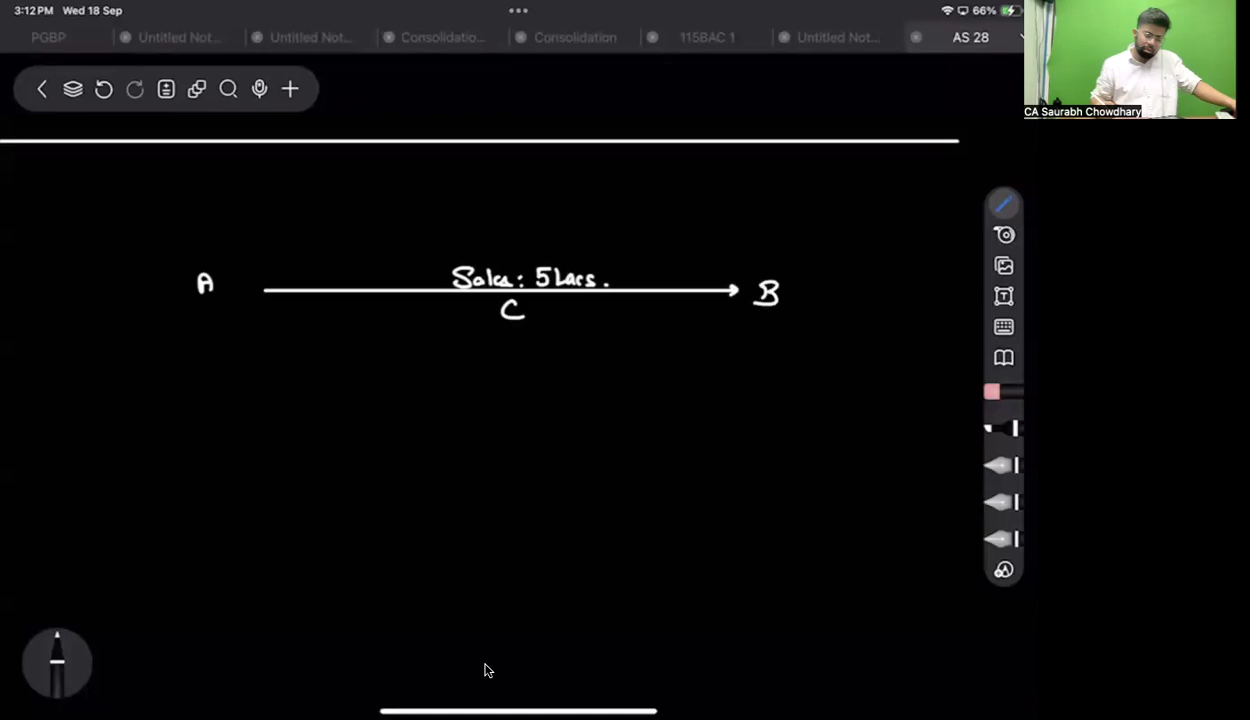 3:12 PM Wed 18 Sep
66%
PGBP
Untitled Not...
Untitled Not...
Consolidatio...
Consolidation
115BAC 1
Untitled Not...
AS 28
CA Saurabh Chowdhary
Sales: 5 Lacs.
A
B
C